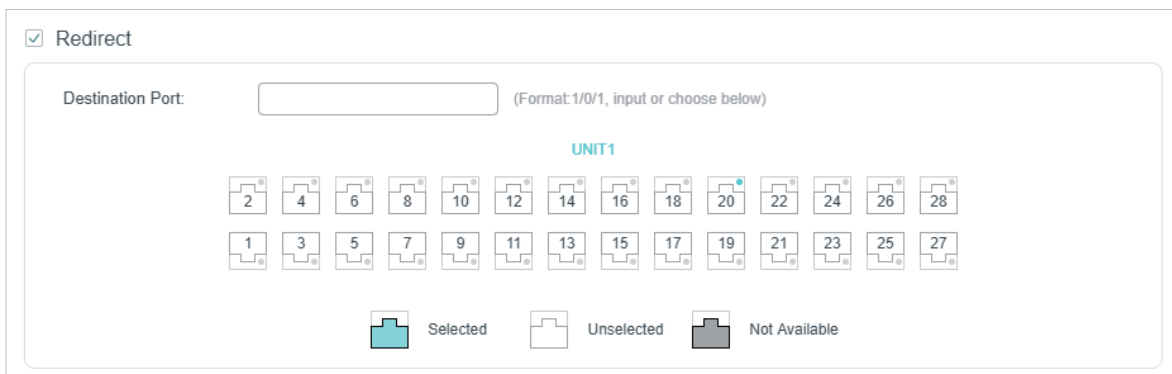 Redirect
Destination Port: (Format:1/0/1, input or choose below)
UNIT1
2 4 6 8 10 12 14 16 18 20 22 24 26 28
1 3 5 7 9 11 13 15 17 19 21 23 25 27
Selected Unselected Not Available